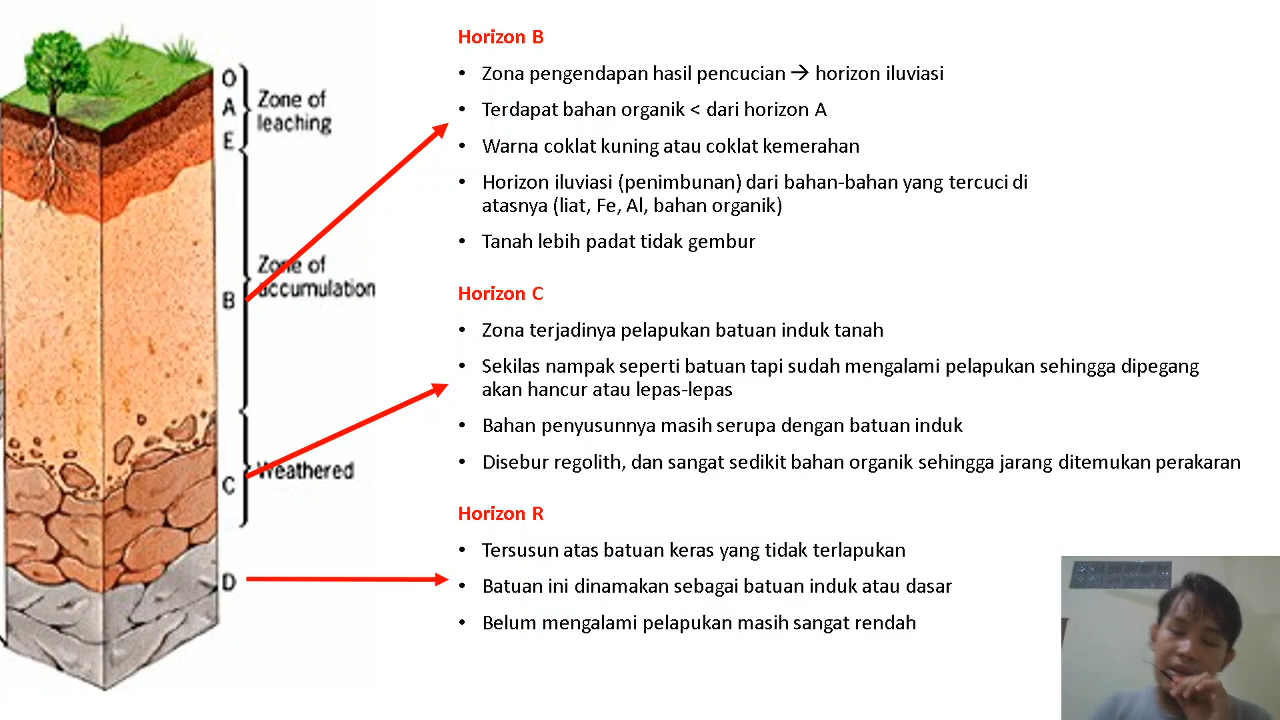 O
A
E
Zone of
leaching
Zone of
accumulation
B
Weathered
C
D
Horizon B
• Zona pengendapan hasil pencucian → horizon iluviasi
• Terdapat bahan organik < dari horizon A
• Warna coklat kuning atau coklat kemerahan
• Horizon iluviasi (penimbunan) dari bahan-bahan yang tercuci di
atasnya (liat, Fe, Al, bahan organik)
• Tanah lebih padat tidak gembur
Horizon C
• Zona terjadinya pelapukan batuan induk tanah
• Sekilas nampak seperti batuan tapi sudah mengalami pelapukan sehingga dipegang
akan hancur atau lepas-lepas
• Bahan penyusunnya masih serupa dengan batuan induk
• Disebur regolith, dan sangat sedikit bahan organik sehingga jarang ditemukan perakaran
Horizon R
• Tersusun atas batuan keras yang tidak terlapukan
• Batuan ini dinamakan sebagai batuan induk atau dasar
• Belum mengalami pelapukan masih sangat rendah